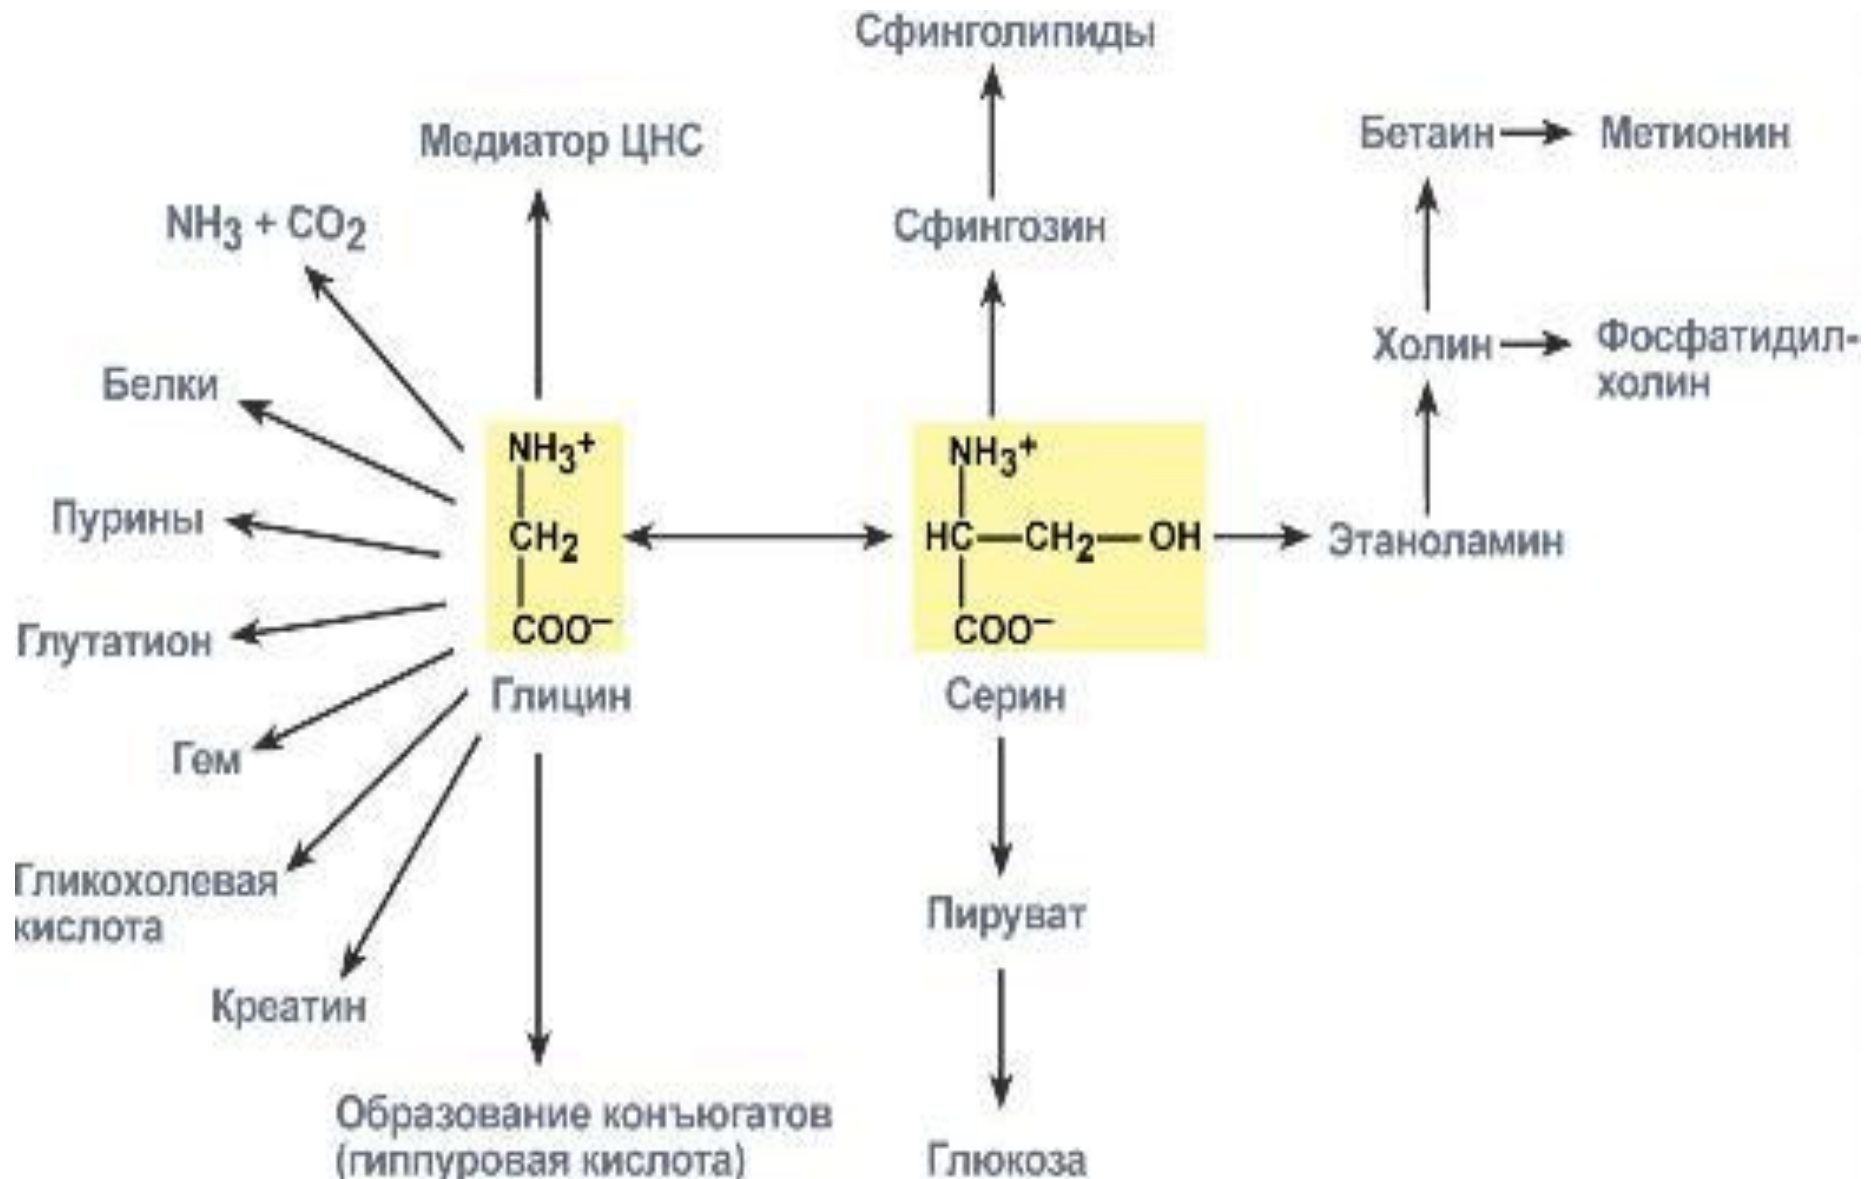 Сфинголипиды
Медиатор ЦНС
Бетаин
Метионин
NH3 + CO2
Сфингозин
Холин
Фосфатидил-
холин
Белки
Пурины
Глутатион
Гем
Гликохолевая
кислота
Креатин
NH3+
CH2
COO−
Глицин
NH3+
HC—CH2—OH
COO−
Серин
Этаноламин
Пируват
Глюкоза
Образование конъюгатов
(гиппуровая кислота)